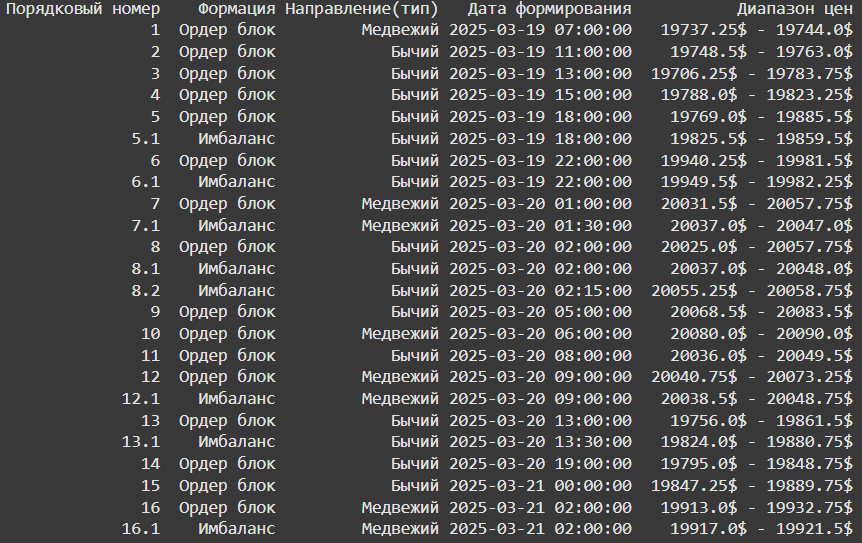 Порядковый номер Формация Направление(тип) Дата формирования Диапазон цен
1 Ордер блок Медвежий 2025-03-19 07:00:00 19737.25$ - 19744.0$
2 Ордер блок Бычий 2025-03-19 11:00:00 19748.5$ - 19763.0$
3 Ордер блок Бычий 2025-03-19 13:00:00 19706.25$ - 19783.75$
4 Ордер блок Бычий 2025-03-19 15:00:00 19788.0$ - 19823.25$
5 Ордер блок Бычий 2025-03-19 18:00:00 19769.0$ - 19885.5$
5.1 Имбаланс Бычий 2025-03-19 18:00:00 19825.5$ - 19859.5$
6 Ордер блок Бычий 2025-03-19 22:00:00 19940.25$ - 19981.5$
6.1 Имбаланс Бычий 2025-03-19 22:00:00 19949.5$ - 19982.25$
7 Ордер блок Медвежий 2025-03-20 01:00:00 20031.5$ - 20057.75$
7.1 Имбаланс Медвежий 2025-03-20 01:30:00 20037.0$ - 20047.0$
8 Ордер блок Бычий 2025-03-20 02:00:00 20025.0$ - 20057.75$
8.1 Имбаланс Бычий 2025-03-20 02:00:00 20037.0$ - 20048.0$
8.2 Имбаланс Бычий 2025-03-20 02:15:00 20055.25$ - 20058.75$
9 Ордер блок Бычий 2025-03-20 05:00:00 20068.5$ - 20083.5$
10 Ордер блок Медвежий 2025-03-20 06:00:00 20080.0$ - 20090.0$
11 Ордер блок Бычий 2025-03-20 08:00:00 20036.0$ - 20049.5$
12 Ордер блок Медвежий 2025-03-20 09:00:00 20040.75$ - 20073.25$
12.1 Имбаланс Медвежий 2025-03-20 09:00:00 20038.5$ - 20048.75$
13 Ордер блок Бычий 2025-03-20 13:00:00 19756.0$ - 19861.5$
13.1 Имбаланс Бычий 2025-03-20 13:30:00 19824.0$ - 19880.75$
14 Ордер блок Бычий 2025-03-20 19:00:00 19795.0$ - 19848.75$
15 Ордер блок Бычий 2025-03-21 00:00:00 19847.25$ - 19889.75$
16 Ордер блок Медвежий 2025-03-21 02:00:00 19913.0$ - 19932.75$
16.1 Имбаланс Медвежий 2025-03-21 02:00:00 19917.0$ - 19921.5$